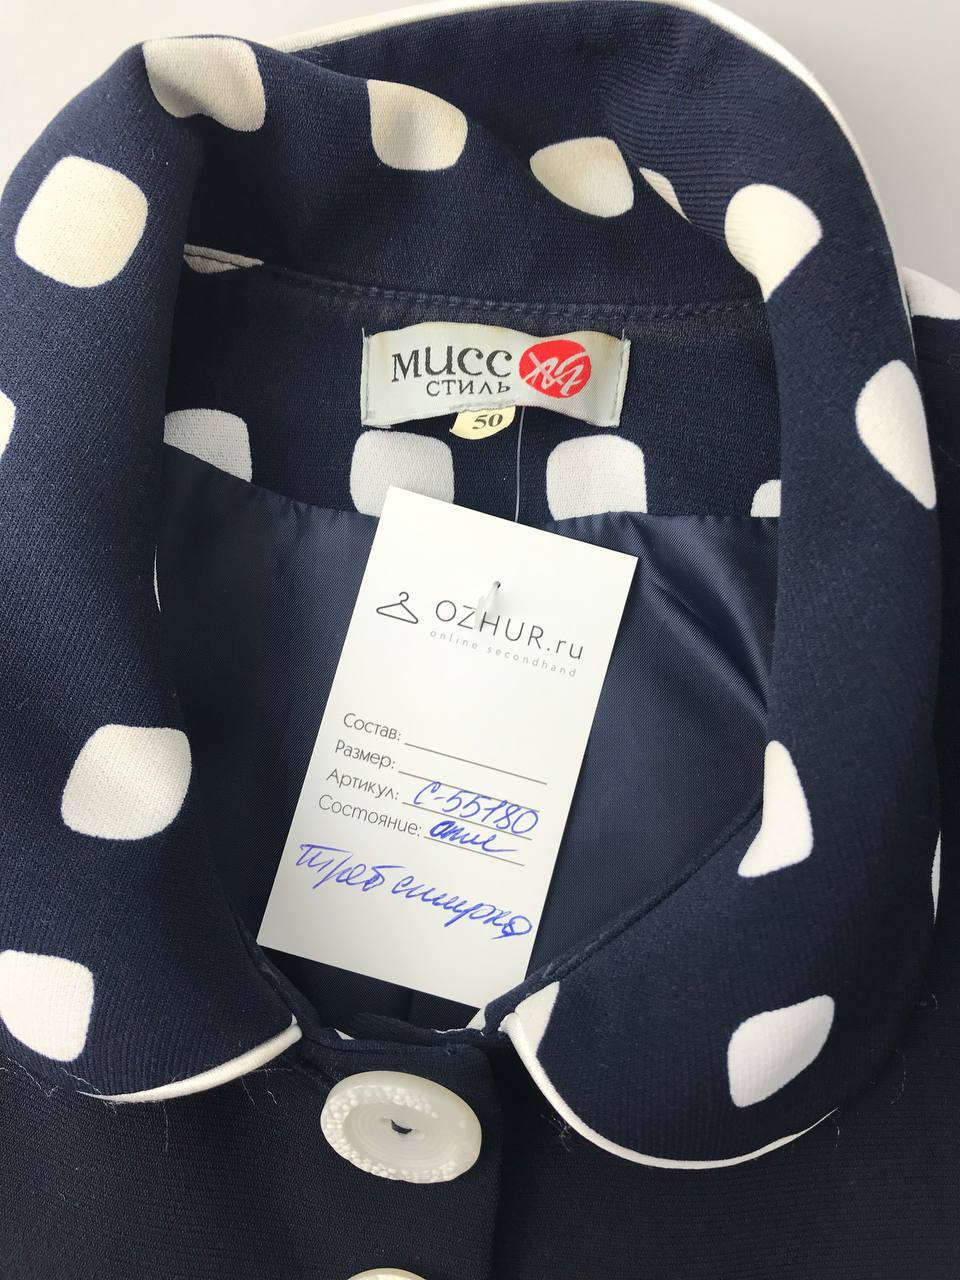 МИСС
СТИЛЬ
50
OZHUR.ru
online secondhand
Состав:
Размер:
Артикул: С-55180
Состояние: отл
треб стирка